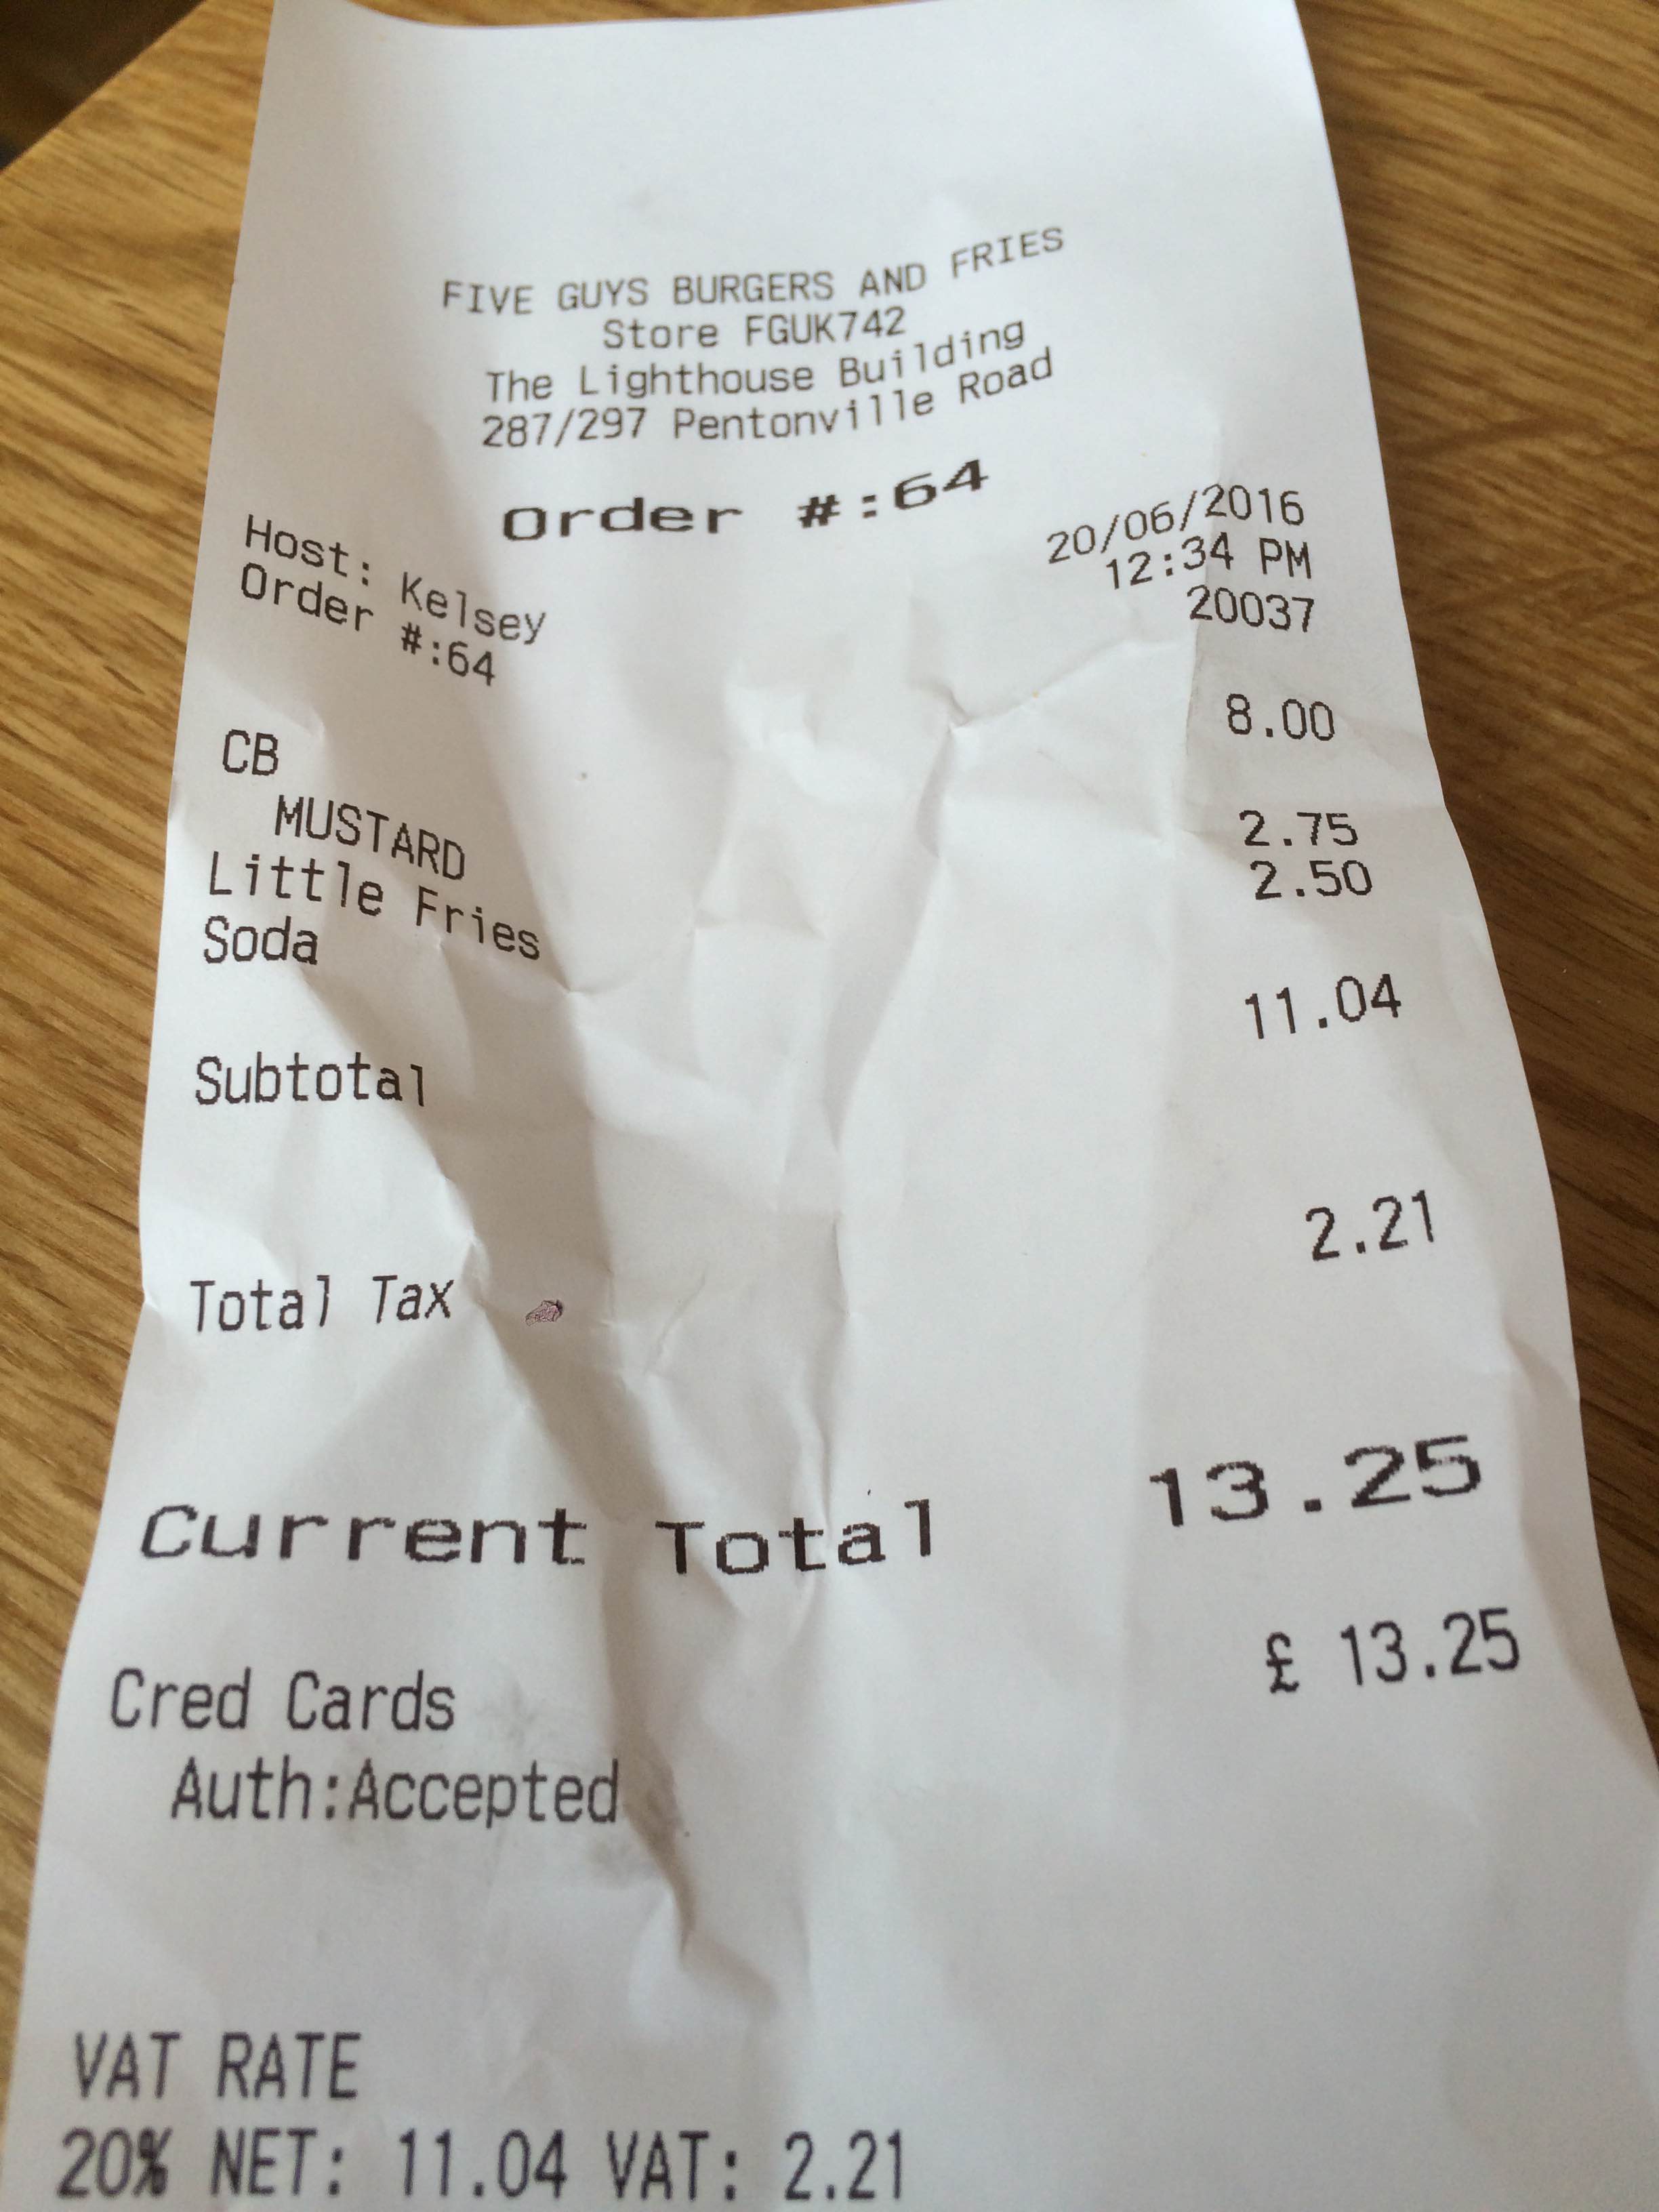 FIVE GUYS BURGERS AND FRIES
Store FGUK742
The Lighthouse Building
287/297 Pentonville Road
Order #:64
20/06/2016
Host: Kelsey 12:34 PM
Order #:64 20037
CB 8.00
MUSTARD
Little Fries 2.75
Soda 2.50
Subtotal 11.04
Total Tax 2.21
Current Total 13.25
Cred Cards £ 13.25
Auth:Accepted
VAT RATE
20% NET: 11.04 VAT: 2.21